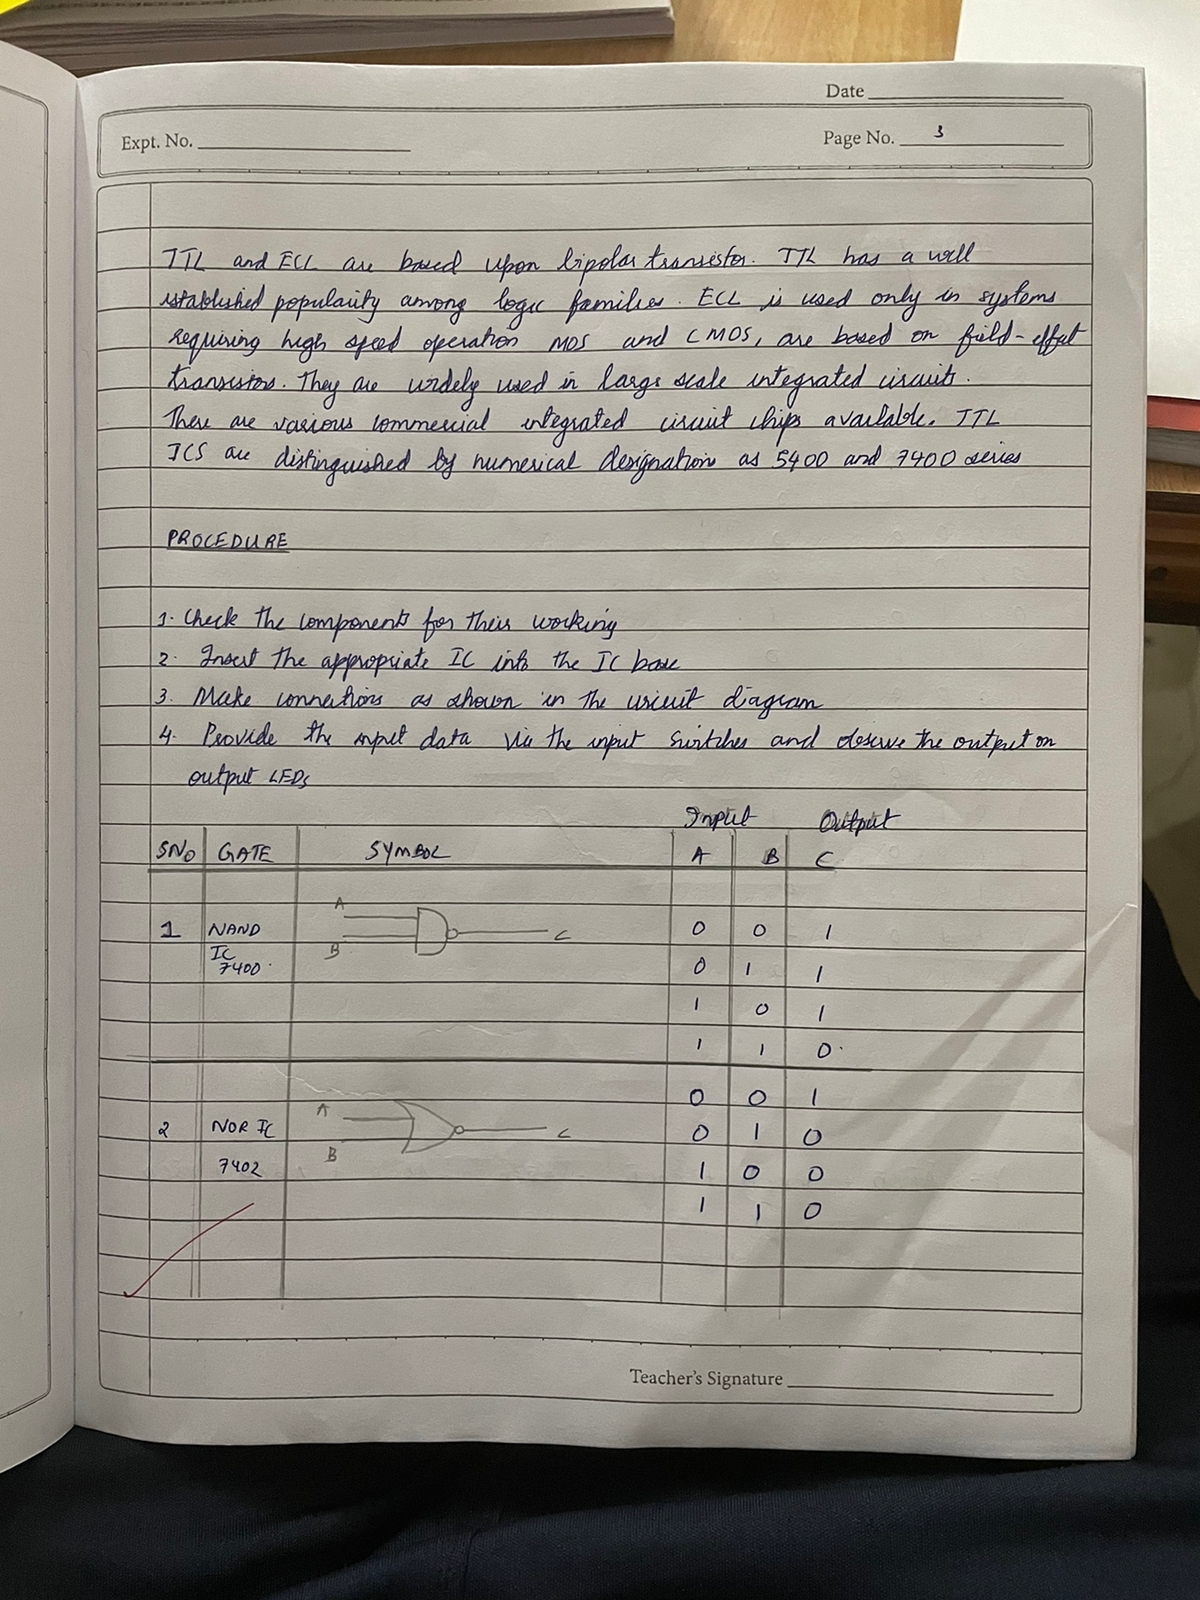 Date
Expt. No.
Page No. 3
TTL and ECL are based upon bipolar transistor. TTL has a well
established popularity among logic families. ECL is used only in systems
requiring high speed operation MOS and CMOS, are based on field-effect
transistors. They are widely used in large scale integrated circuits.
There are various commercial integrated circuit chips available. TTL
ICS are distinguished by numerical designation as 5400 and 7400 series
PROCEDURE
1. Check the components for their working
2. Insert the appropriate IC into the IC base
3. Make connections as shown in the circuit diagram
4. Provide the input data via the input switches and observe the output on
output LEDs
Input Output
SNo GATE SYMBOL A B C
A
1 NAND B C 0 0 1
IC
7400 0 1 1
1 0 1
1 1 0
0 0 1
A
2 NOR IC B C 0 1 0
7402 1 0 0
1 1 0
Teacher's Signature